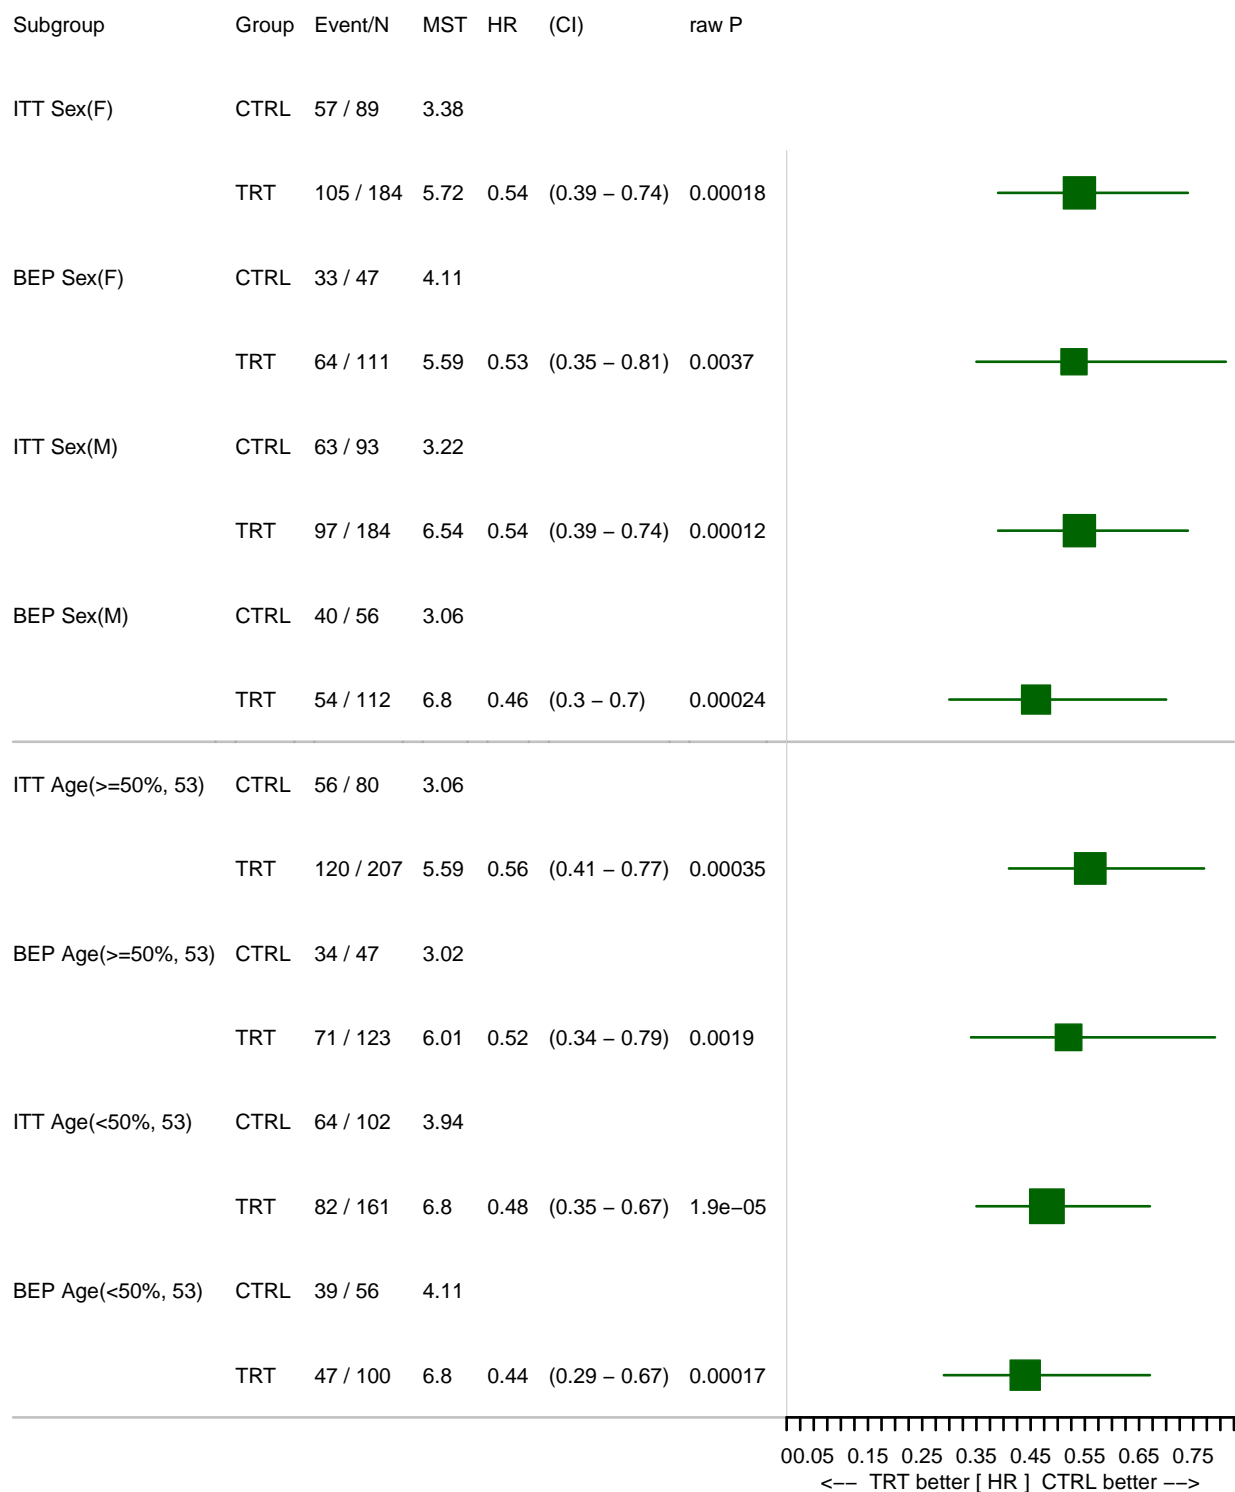 Subgroup Group Event/N MST HR (CI) raw P
ITT Sex(F) CTRL 57 / 89 3.38
TRT 105 / 184 5.72 0.54 (0.39 − 0.74) 0.00018
BEP Sex(F) CTRL 33 / 47 4.11
TRT 64 / 111 5.59 0.53 (0.35 − 0.81) 0.0037
ITT Sex(M) CTRL 63 / 93 3.22
TRT 97 / 184 6.54 0.54 (0.39 − 0.74) 0.00012
BEP Sex(M) CTRL 40 / 56 3.06
TRT 54 / 112 6.8 0.46 (0.3 − 0.7) 0.00024
ITT Age(>=50%, 53) CTRL 56 / 80 3.06
TRT 120 / 207 5.59 0.56 (0.41 − 0.77) 0.00035
BEP Age(>=50%, 53) CTRL 34 / 47 3.02
TRT 71 / 123 6.01 0.52 (0.34 − 0.79) 0.0019
ITT Age(<50%, 53) CTRL 64 / 102 3.94
TRT 82 / 161 6.8 0.48 (0.35 − 0.67) 1.9e−05
BEP Age(<50%, 53) CTRL 39 / 56 4.11
TRT 47 / 100 6.8 0.44 (0.29 − 0.67) 0.00017
00.05 0.15 0.25 0.35 0.45 0.55 0.65 0.75
<−− TRT better [ HR ] CTRL better −−>